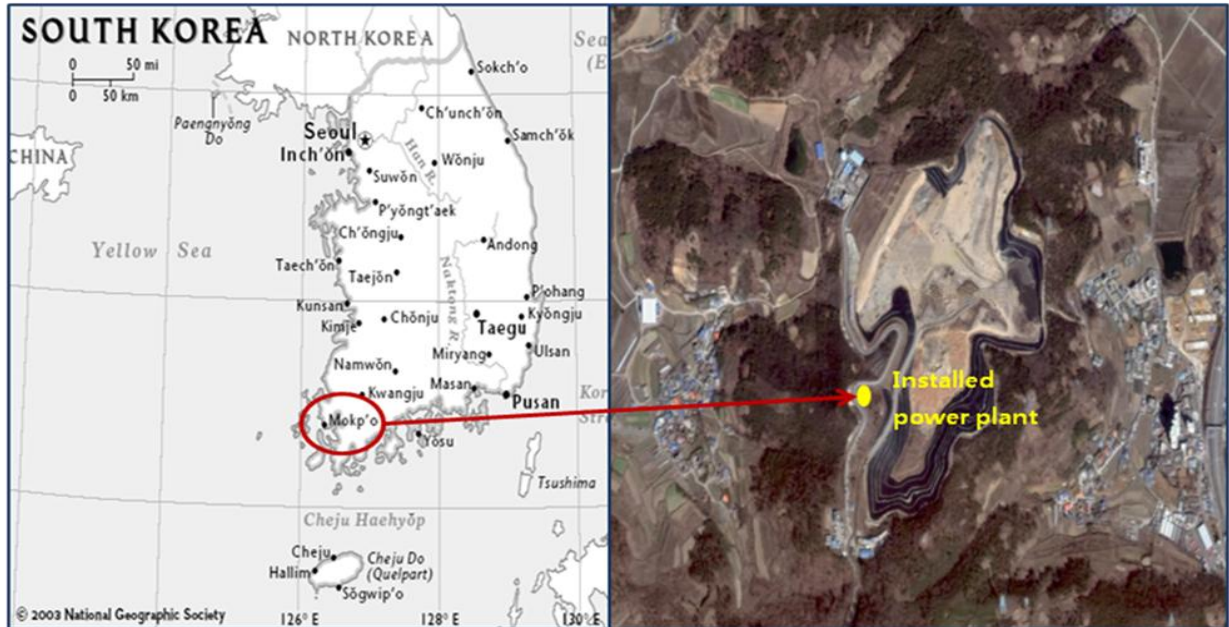 SOUTH KOREA
NORTH KOREA
Sea
(E
0 50 mi
0 50 km
Sokch'o
Paengnyŏng
Do
Ch'unch'ŏn
Seoul
Samch'ŏk
CHINA
Inch'ŏn
Han R.
Wŏnju
Suwŏn
P'yŏngt'aek
Ch'ŏngju
Andong
Yellow Sea
Taech'ŏn
Taejŏn
Naktong R.
P'ohang
Kunsan
Chŏnju
Kyŏngju
Kimje
Taegu
Miryang
Ulsan
Namwŏn
Masan
Kwangju
Pusan
Kor
Stre
Mokp'o
Yŏsu
Installed
power plant
Tsushima
Cheju Haehyŏp
Cheju
Cheju Do
(Quelpart)
Hallim
Sŏgwip'o
© 2003 National Geographic Society
126°E
128°E
130°E